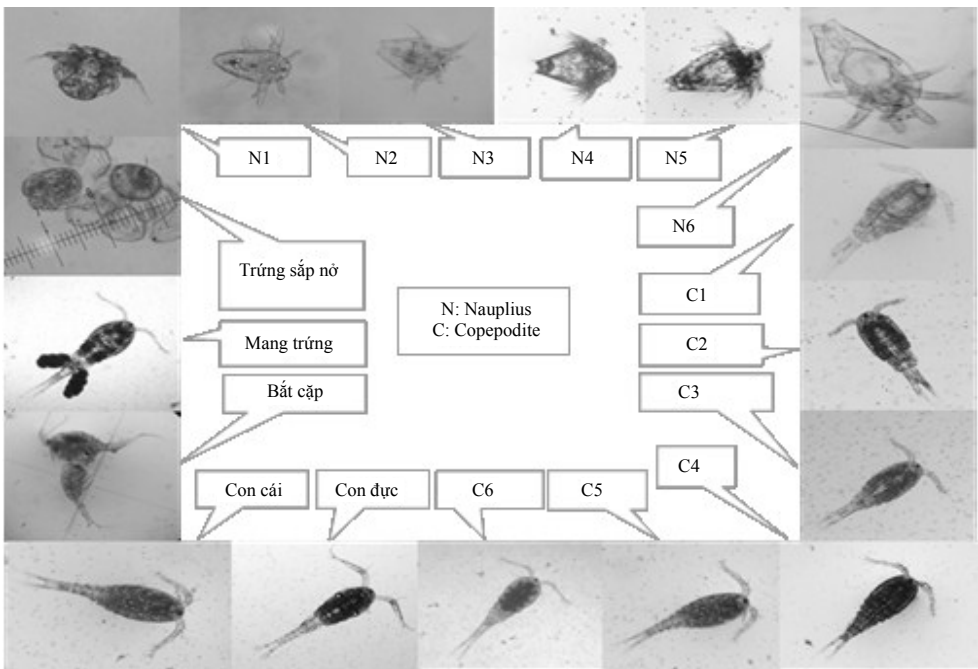 N1
N2
N3
N4
N5
N6
Trứng sắp nở
C1
N: Nauplius
C: Copepodite
Mang trứng
C2
Bắt cặp
C3
C4
Con cái
Con đực
C6
C5